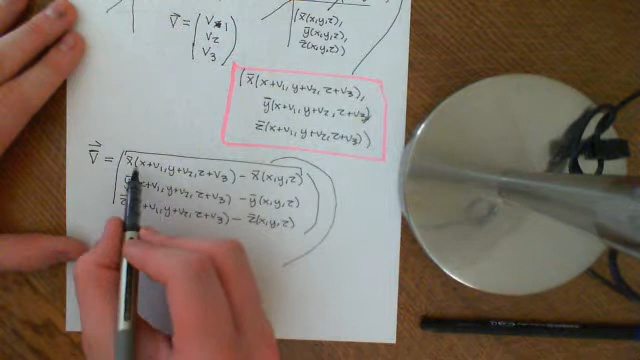 v⃗ = ( v1
v2
v3 )
(x̄(x,y,z),
ȳ(x,y,z),
z̄(x,y,z))
(x̄(x+v₁, y+v₂, z+v₃),
ȳ(x+v₁, y+v₂, z+v₃),
z̄(x+v₁, y+v₂, z+v₃))
v̄⃗ = ( x̄(x+v₁, y+v₂, z+v₃) − x̄(x,y,z)
+v₁, y+v₂, z+v₃) − ȳ(x,y,z)
+v₁, y+v₂, z+v₃) − z̄(x,y,z) )